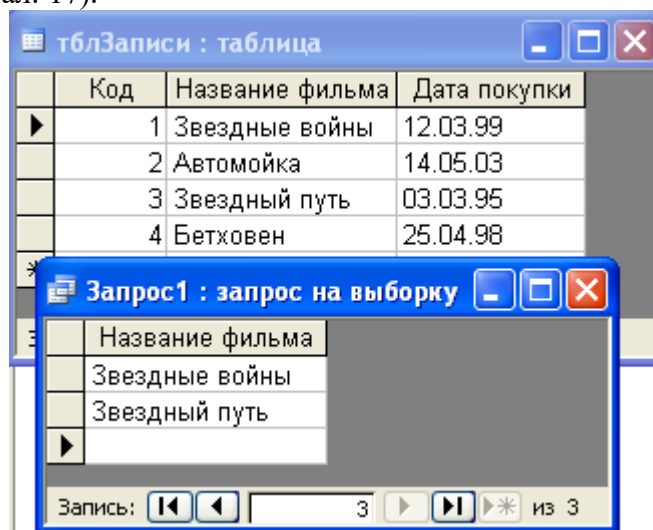 ал. 17).
тблЗаписи : таблица
Код Название фильма Дата покупки
1 Звездные войны 12.03.99
2 Автомойка 14.05.03
3 Звездный путь 03.03.95
4 Бетховен 25.04.98
Запрос1 : запрос на выборку
Название фильма
Звездные войны
Звездный путь
Запись: 3 из 3